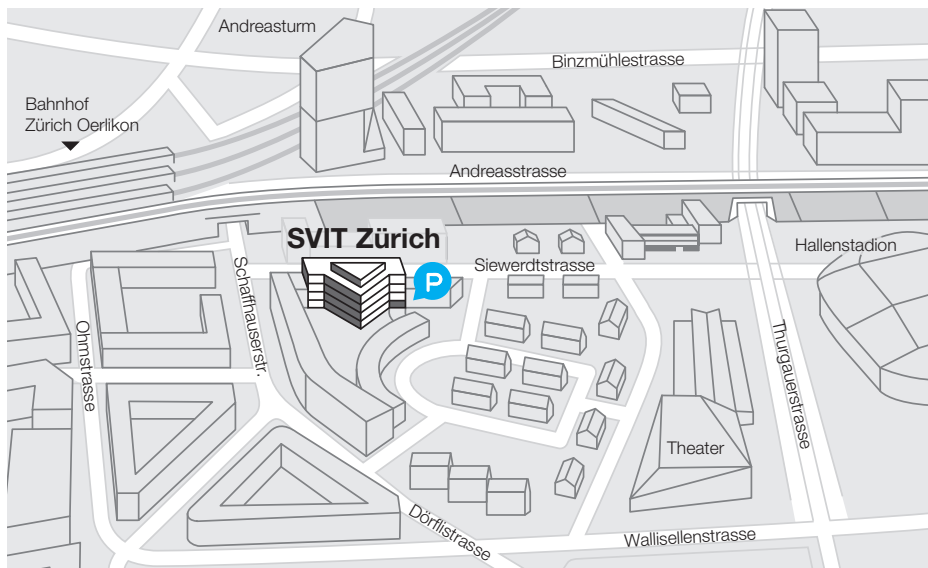 Andreasturm
Binzmühlestrasse
Bahnhof
Zürich Oerlikon
Andreasstrasse
SVIT Zürich
P
Siewerdtstrasse
Hallenstadion
Schaffhauserstr.
Ohmstrasse
Thurgauerstrasse
Theater
Dörflistrasse
Wallisellenstrasse